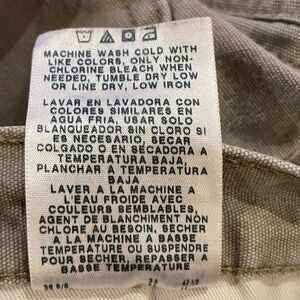 MACHINE WASH COLD WITH
LIKE COLORS, ONLY NON-
CHLORINE BLEACH WHEN
NEEDED, TUMBLE DRY LOW
OR LINE DRY, LOW IRON
LAVAR EN LAVADORA CON
COLORES SIMILARES EN
AGUA FRIA, USAR SOLO
BLANQUEADOR SIN CLORO SI
ES NECESARIO, SECAR
COLGADO O EN SECADORA A
TEMPERATURA BAJA,
PLANCHAR A TEMPERATURA
BAJA
LAVER A LA MACHINE A
L'EAU FROIDE AVEC
COULEURS SEMBLABLES,
AGENT DE BLANCHIMENT NON
CHLORE AU BESOIN, SECHER
A LA MACHINE A BASSE
TEMPERATURE OU SUSPENDRE
POUR SECHER, REPASSER A
BASSE TEMPERATURE